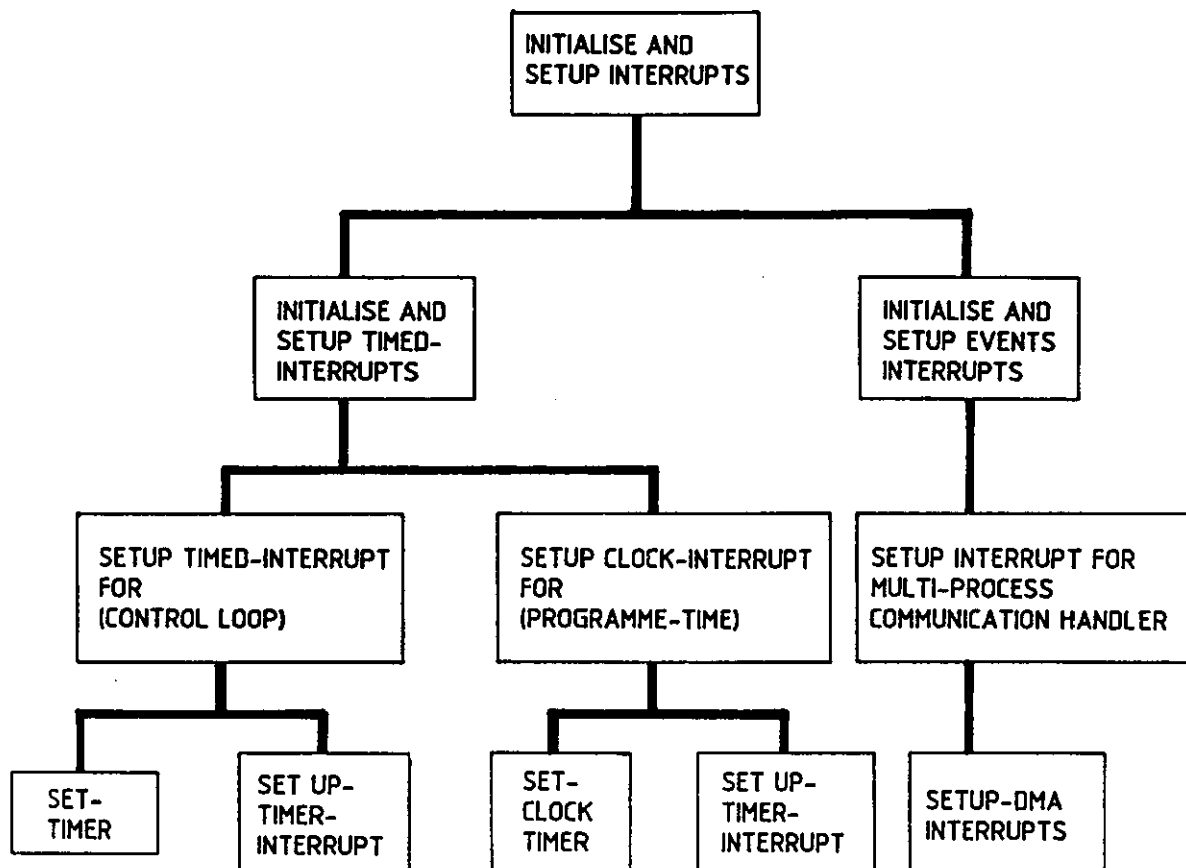 INITIALISE AND
SETUP INTERRUPTS
INITIALISE AND
SETUP TIMED-
INTERRUPTS
INITIALISE AND
SETUP EVENTS
INTERRUPTS
SETUP TIMED-INTERRUPT
FOR
(CONTROL LOOP)
SETUP CLOCK-INTERRUPT
FOR
(PROGRAMME-TIME)
SETUP INTERRUPT FOR
MULTI-PROCESS
COMMUNICATION HANDLER
SET-
TIMER
SET UP-
TIMER-
INTERRUPT
SET-
CLOCK
TIMER
SET UP-
TIMER-
INTERRUPT
SETUP-DMA
INTERRUPTS